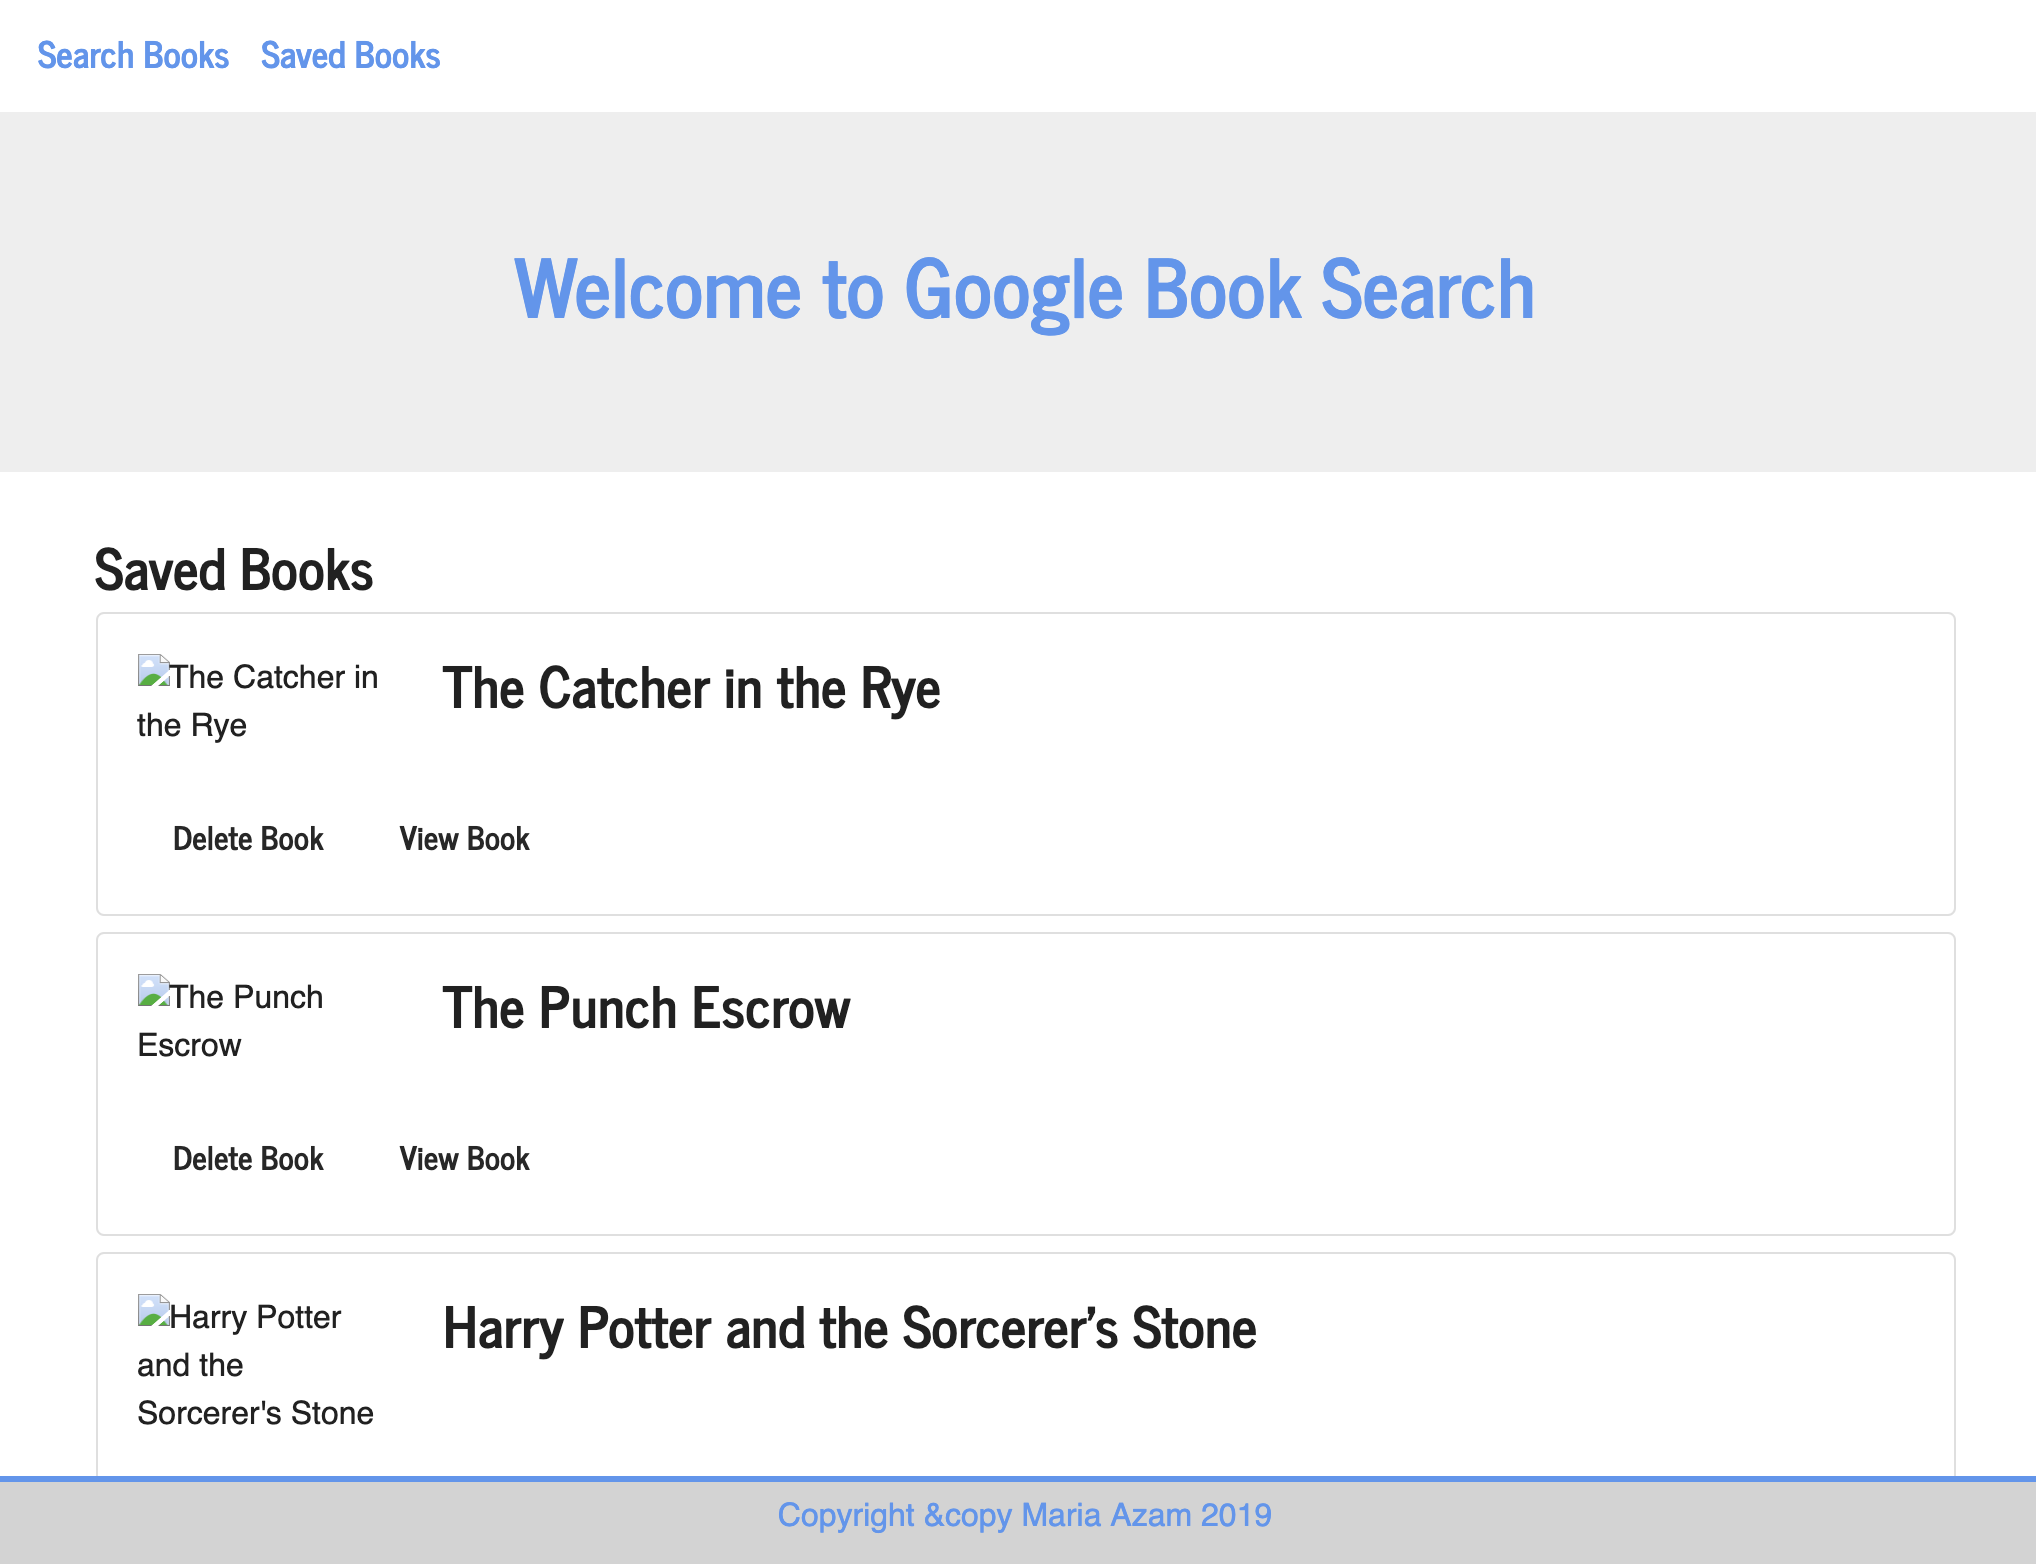 Search Books Saved Books
Welcome to Google Book Search
Saved Books
The Catcher in
the Rye
The Catcher in the Rye
Delete Book View Book
The Punch
Escrow
The Punch Escrow
Delete Book View Book
Harry Potter
and the
Sorcerer's Stone
Harry Potter and the Sorcerer's Stone
Copyright &copy Maria Azam 2019